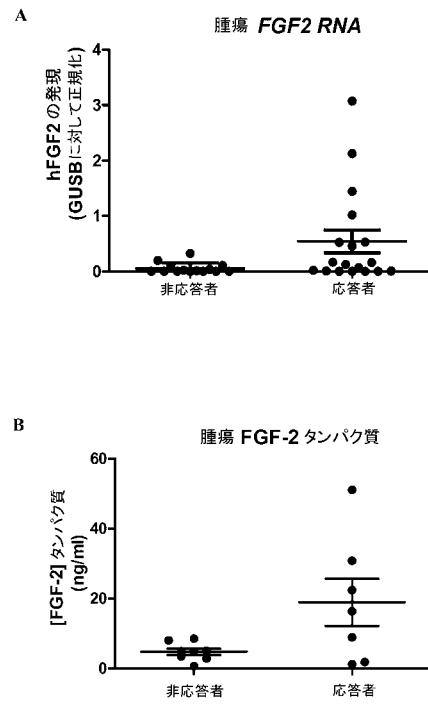 A
腫瘍 FGF2 RNA
hFGF2 の発現
(GUSBに対して正規化)
4
3
2
1
0
非応答者
応答者
B
腫瘍 FGF-2 タンパク質
[FGF-2] タンパク質
(ng/ml)
60
40
20
0
非応答者
応答者